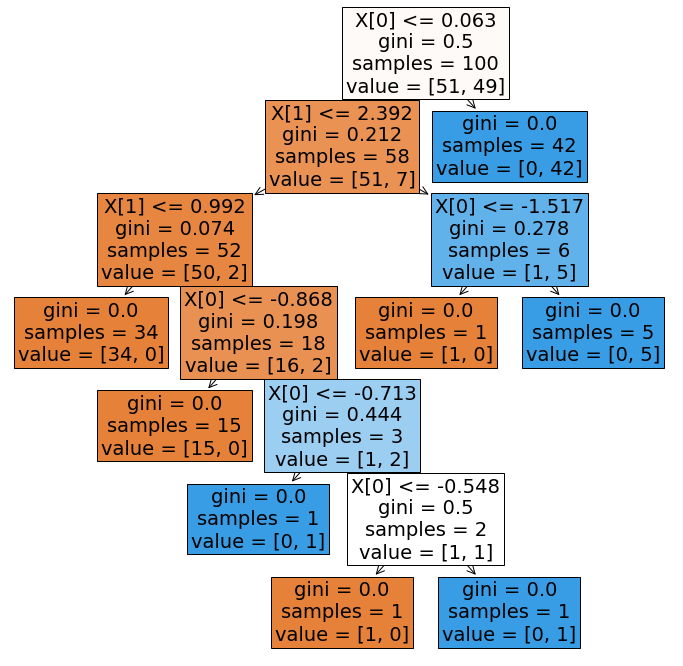 X[0] <= 0.063
gini = 0.5
samples = 100
value = [51, 49]
X[1] <= 2.392
gini = 0.212
samples = 58
value = [51, 7]
gini = 0.0
samples = 42
value = [0, 42]
X[1] <= 0.992
gini = 0.074
samples = 52
value = [50, 2]
X[0] <= -1.517
gini = 0.278
samples = 6
value = [1, 5]
gini = 0.0
samples = 34
value = [34, 0]
X[0] <= -0.868
gini = 0.198
samples = 18
value = [16, 2]
gini = 0.0
samples = 1
value = [1, 0]
gini = 0.0
samples = 5
value = [0, 5]
gini = 0.0
samples = 15
value = [15, 0]
X[0] <= -0.713
gini = 0.444
samples = 3
value = [1, 2]
gini = 0.0
samples = 1
value = [0, 1]
X[0] <= -0.548
gini = 0.5
samples = 2
value = [1, 1]
gini = 0.0
samples = 1
value = [1, 0]
gini = 0.0
samples = 1
value = [0, 1]